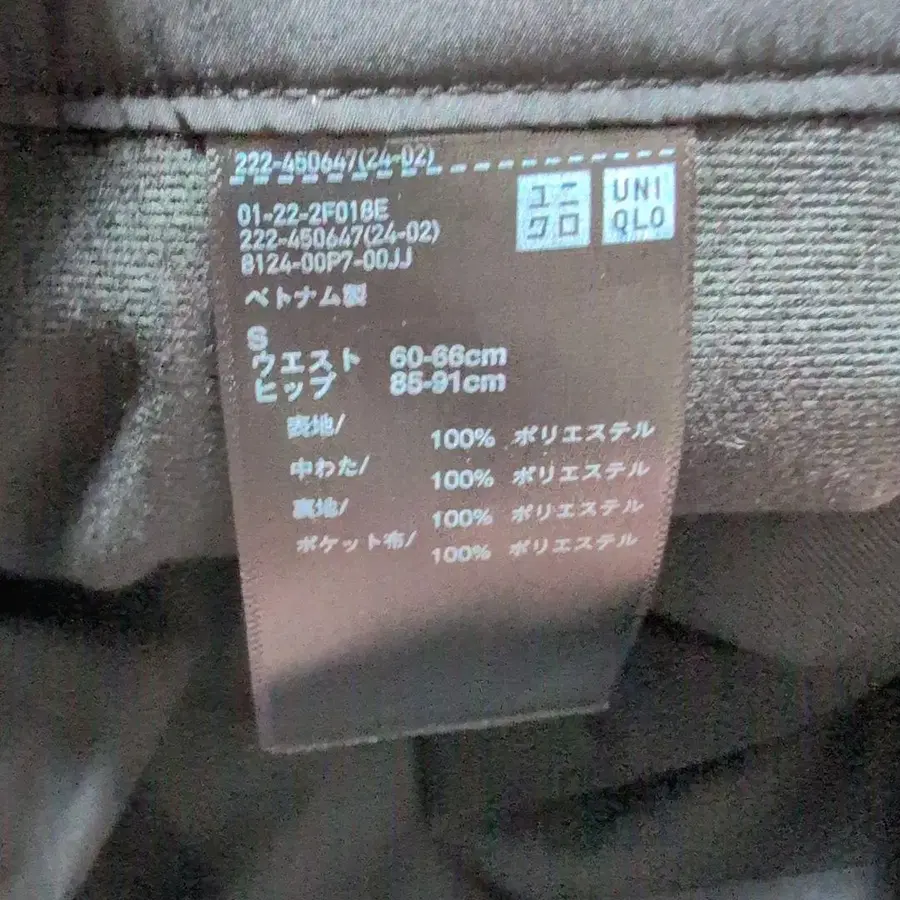 222-450647(24-02)
ユニ
クロ
UNI
QLO
01-22-2F018E
222-450647(24-02)
8124-00P7-00JJ
ベトナム製
S
ウエスト 60-66cm
ヒップ 85-91cm
表地/ 100% ポリエステル
中わた/ 100% ポリエステル
裏地/ 100% ポリエステル
ポケット布/ 100% ポリエステル